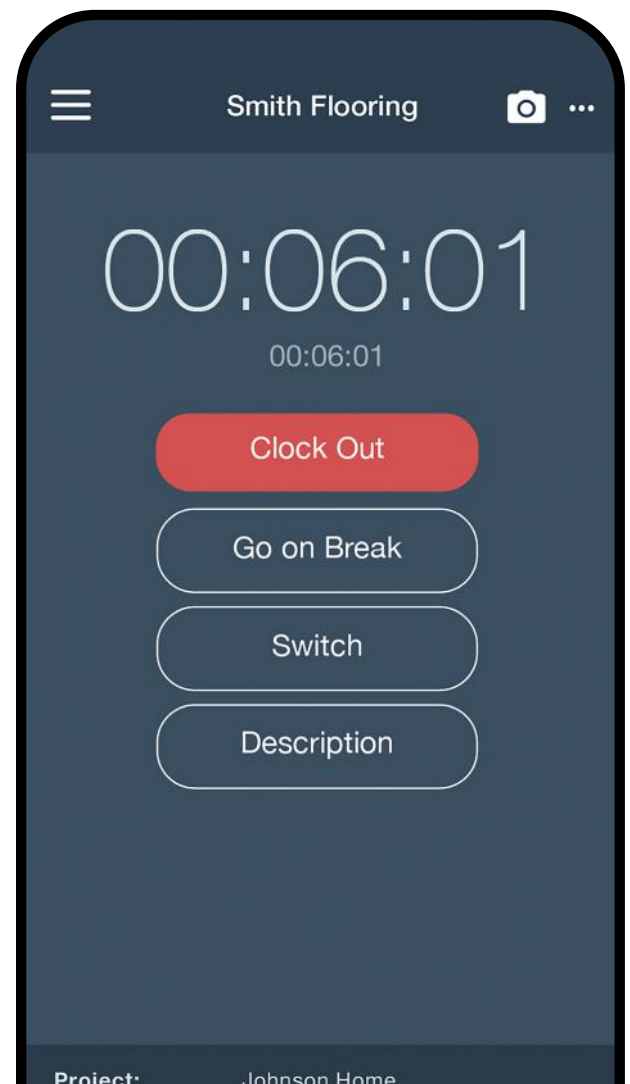 Smith Flooring
00:06:01
00:06:01
Clock Out
Go on Break
Switch
Description
Project: Johnson Home